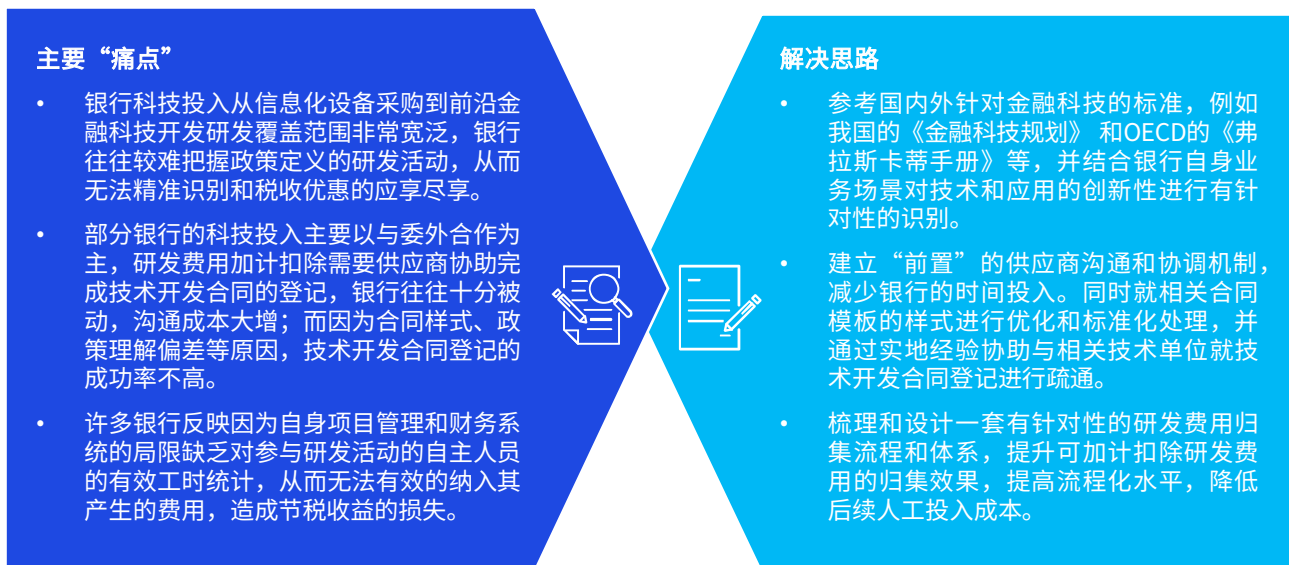 主要“痛点”
• 银行科技投入从信息化设备采购到前沿金
融科技开发研发覆盖范围非常宽泛，银行
往往较难把握政策定义的研发活动，从而
无法精准识别和税收优惠的应享尽享。
• 部分银行的科技投入主要以与委外合作为
主，研发费用加计扣除需要供应商协助完
成技术开发合同的登记，银行往往十分被
动，沟通成本大增；而因为合同样式、政
策理解偏差等原因，技术开发合同登记的
成功率不高。
• 许多银行反映因为自身项目管理和财务系
统的局限缺乏对参与研发活动的自主人员
的有效工时统计，从而无法有效的纳入其
产生的费用，造成节税收益的损失。
解决思路
• 参考国内外针对金融科技的标准，例如
我国的《金融科技规划》 和OECD的《弗
拉斯卡蒂手册》等，并结合银行自身业
务场景对技术和应用的创新性进行有针
对性的识别。
• 建立“前置”的供应商沟通和协调机制，
减少银行的时间投入。同时就相关合同
模板的样式进行优化和标准化处理，并
通过实地经验协助与相关技术单位就技
术开发合同登记进行疏通。
• 梳理和设计一套有针对性的研发费用归
集流程和体系，提升可加计扣除研发费
用的归集效果，提高流程化水平，降低
后续人工投入成本。